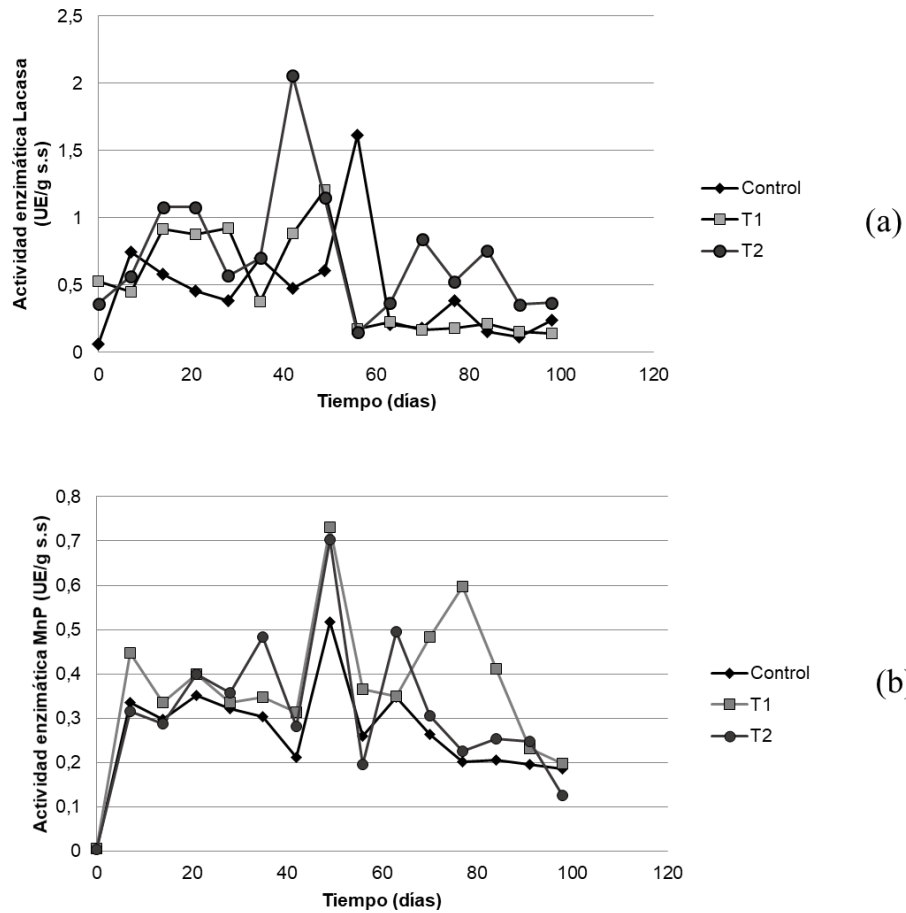 Actividad enzimática Lacasa
(UE/g s.s)
2,5
2
1,5
1
0,5
0
0 20 40 60 80 100 120
Tiempo (días)
Control
T1
T2
(a)
Actividad enzimática MnP (UE/g s.s)
0,8
0,7
0,6
0,5
0,4
0,3
0,2
0,1
0
0 20 40 60 80 100 120
Tiempo (días)
Control
T1
T2
(b)